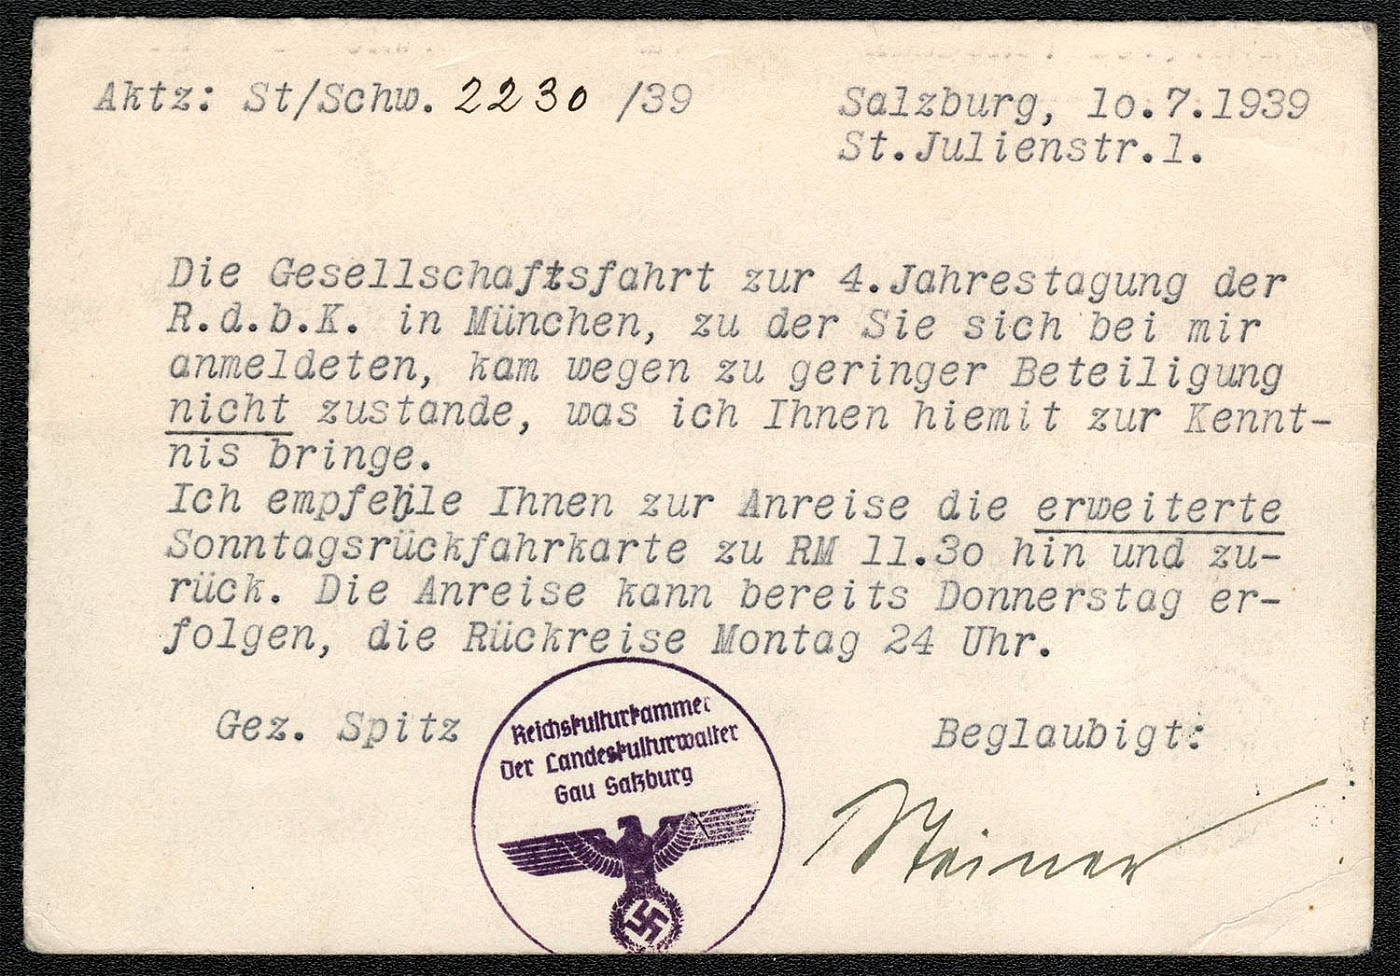 Aktz: St/Schw. 2230 /39
Salzburg, lo.7.1939
St.Julienstr.l.
Die Gesellschaftsfahrt zur 4.Jahrestagung der
R.d.b.K. in München, zu der Sie sich bei mir
anmeldeten, kam wegen zu geringer Beteiligung
nicht zustande, was ich Ihnen hiemit zur Kennt-
nis bringe.
Ich empfehle Ihnen zur Anreise die erweiterte
Sonntagsrückfahrkarte zu RM 11.30 hin und zu-
rück. Die Anreise kann bereits Donnerstag er-
folgen, die Rückreise Montag 24 Uhr.
Gez. Spitz
Reichskulturkammer
Der Landeskulturwalter
Gau Salzburg
Beglaubigt:
Steiner